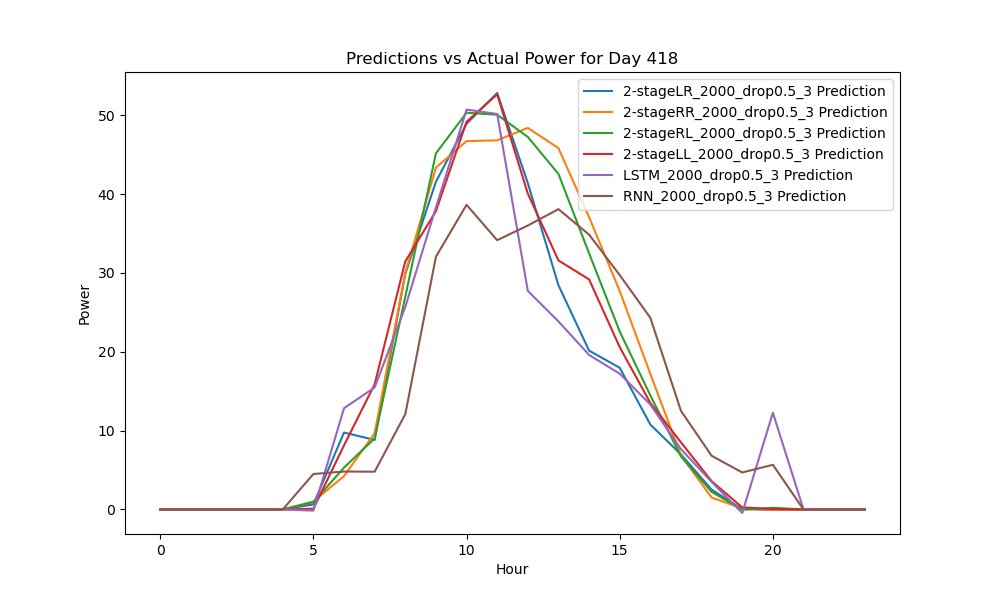 Predictions vs Actual Power for Day 418
2-stageLR_2000_drop0.5_3 Prediction
2-stageRR_2000_drop0.5_3 Prediction
2-stageRL_2000_drop0.5_3 Prediction
2-stageLL_2000_drop0.5_3 Prediction
LSTM_2000_drop0.5_3 Prediction
RNN_2000_drop0.5_3 Prediction
Power
50
40
30
20
10
0
0 5 10 15 20
Hour